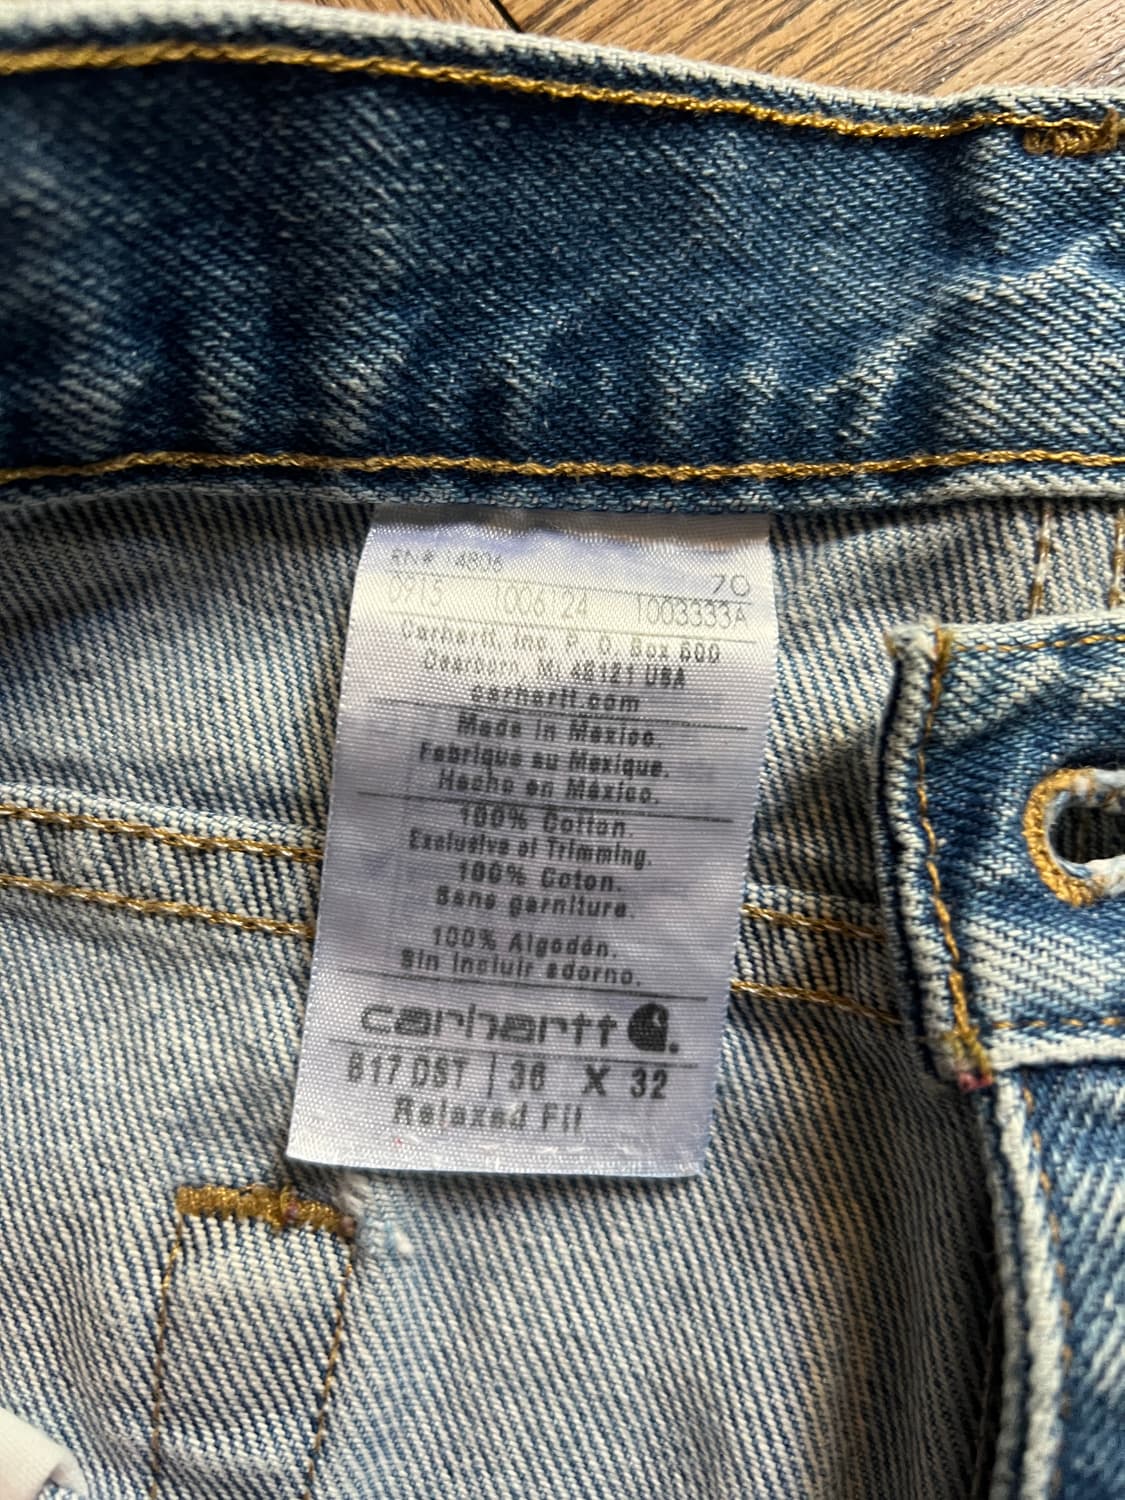 RN# 14806
70
0915 1006124 1003333A
Carhartt, Inc. P. O. Box 600
Dearborn, MI 48121 USA
carhartt.com
Made in Mexico.
Fabriqué au Mexique.
Hecho en México.
100% Cotton.
Exclusive of Trimming.
100% Coton.
Sans garniture.
100% Algodón.
Sin incluir adorno.
carhartt
B17 DST | 36 X 32
Relaxed Fit